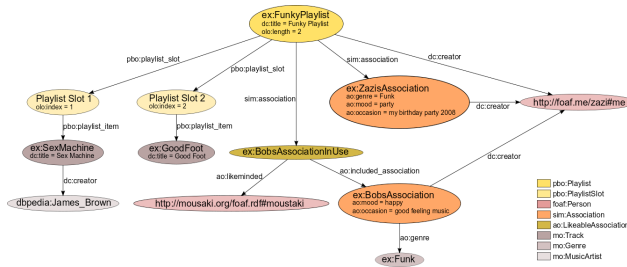 ex:FunkyPlaylist
dc:title = Funky Playlist
olo:length = 2
pbo:playlist_slot
pbo:playlist_slot
sim:association
dc:creator
sim:association
Playlist Slot 1
olo:index = 1
Playlist Slot 2
olo:index = 2
ex:ZazisAssociation
ao:genre = Funk
ao:mood = party
ao:occasion = my birthday party 2008
dc:creator
http://foaf.me/zazi#me
pbo:playlist_item
pbo:playlist_item
ex:SexMachine
dc:title = Sex Machine
ex:GoodFoot
dc:title = Good Foot
ex:BobsAssociationInUse
dc:creator
dc:creator
ao:likeminded
ao:included_association
dbpedia:James_Brown
http://mousaki.org/foaf.rdf#moustaki
ex:BobsAssociation
ao:mood = happy
ao:occasion = good feeling music
ao:genre
ex:Funk
pbo:Playlist
pbo:PlaylistSlot
foaf:Person
sim:Association
ao:LikeableAssociation
mo:Track
mo:Genre
mo:MusicArtist